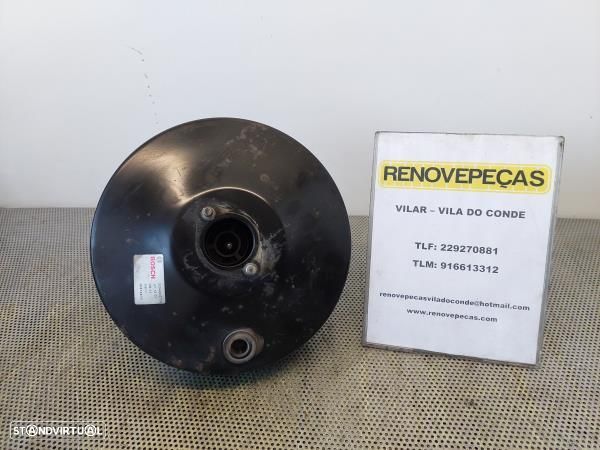 RENOVEPEÇAS
VILAR – VILA DO CONDE
TLF: 229270881
TLM: 916613312
renovepecasviladoconde@hotmail.com
www.renovepecas.com
BOSCH
STANDVIRTUAL